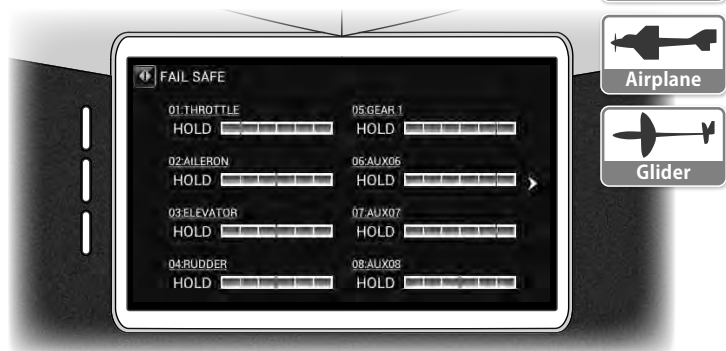 FAIL SAFE
01:THROTTLE
HOLD
02:AILERON
HOLD
03:ELEVATOR
HOLD
04:RUDDER
HOLD
05:GEAR 1
HOLD
06:AUX06
HOLD
07:AUX07
HOLD
08:AUX08
HOLD
Airplane
Glider